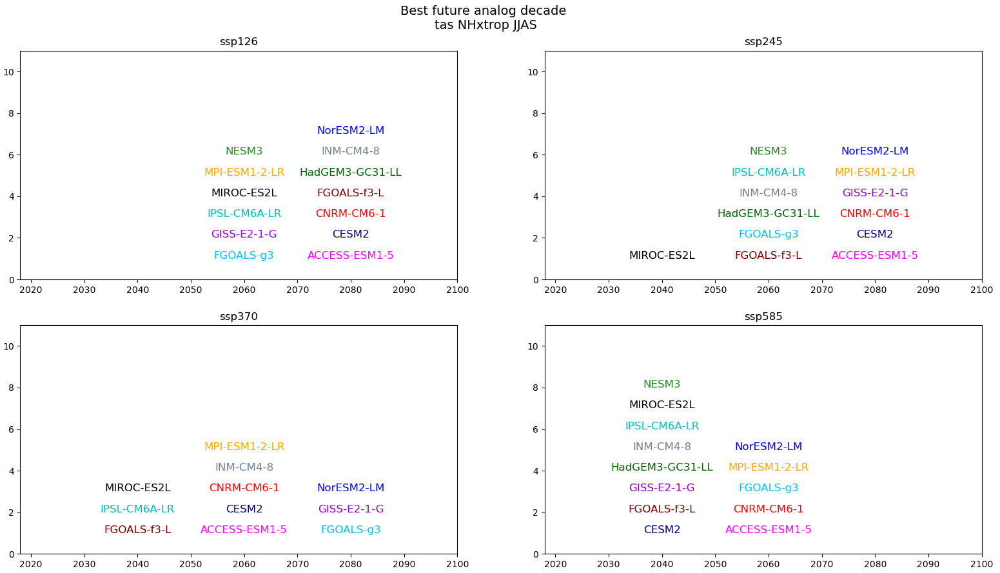 Best future analog decade
tas NHxtrop JJAS
ssp126
10
8
NorESM2-LM
6 NESM3 INM-CM4-8
MPI-ESM1-2-LR HadGEM3-GC31-LL
4 MIROC-ES2L FGOALS-f3-L
IPSL-CM6A-LR CNRM-CM6-1
2 GISS-E2-1-G CESM2
FGOALS-g3 ACCESS-ESM1-5
0
2020 2030 2040 2050 2060 2070 2080 2090 2100
ssp245
10
8
6 NESM3 NorESM2-LM
IPSL-CM6A-LR MPI-ESM1-2-LR
4 INM-CM4-8 GISS-E2-1-G
HadGEM3-GC31-LL CNRM-CM6-1
2 FGOALS-g3 CESM2
MIROC-ES2L FGOALS-f3-L ACCESS-ESM1-5
0
2020 2030 2040 2050 2060 2070 2080 2090 2100
ssp370
10
8
6
MPI-ESM1-2-LR
4 INM-CM4-8
MIROC-ES2L CNRM-CM6-1 NorESM2-LM
2 IPSL-CM6A-LR CESM2 GISS-E2-1-G
FGOALS-f3-L ACCESS-ESM1-5 FGOALS-g3
0
2020 2030 2040 2050 2060 2070 2080 2090 2100
ssp585
10
8 NESM3
MIROC-ES2L
6 IPSL-CM6A-LR
INM-CM4-8 NorESM2-LM
4 HadGEM3-GC31-LL MPI-ESM1-2-LR
GISS-E2-1-G FGOALS-g3
2 FGOALS-f3-L CNRM-CM6-1
CESM2 ACCESS-ESM1-5
0
2020 2030 2040 2050 2060 2070 2080 2090 2100